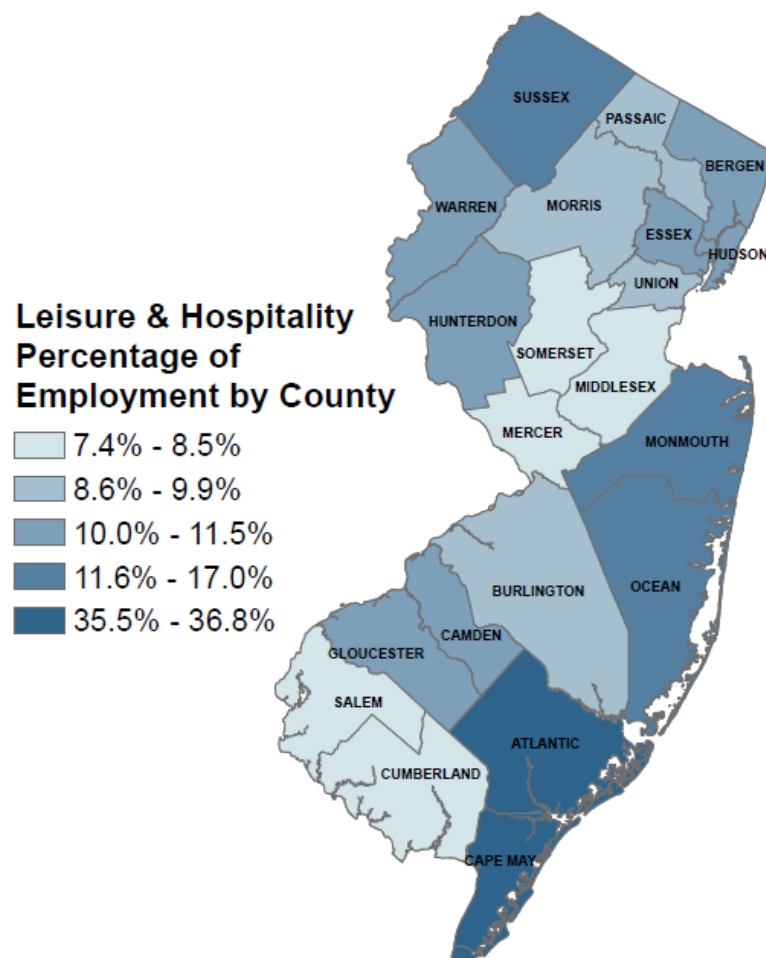 SUSSEX
PASSAIC
BERGEN
WARREN
MORRIS
ESSEX
HUDSON
UNION
Leisure & Hospitality
Percentage of
Employment by County
7.4% - 8.5%
8.6% - 9.9%
10.0% - 11.5%
11.6% - 17.0%
35.5% - 36.8%
HUNTERDON
SOMERSET
MIDDLESEX
MERCER
MONMOUTH
OCEAN
BURLINGTON
CAMDEN
GLOUCESTER
SALEM
ATLANTIC
CUMBERLAND
CAPE MAY